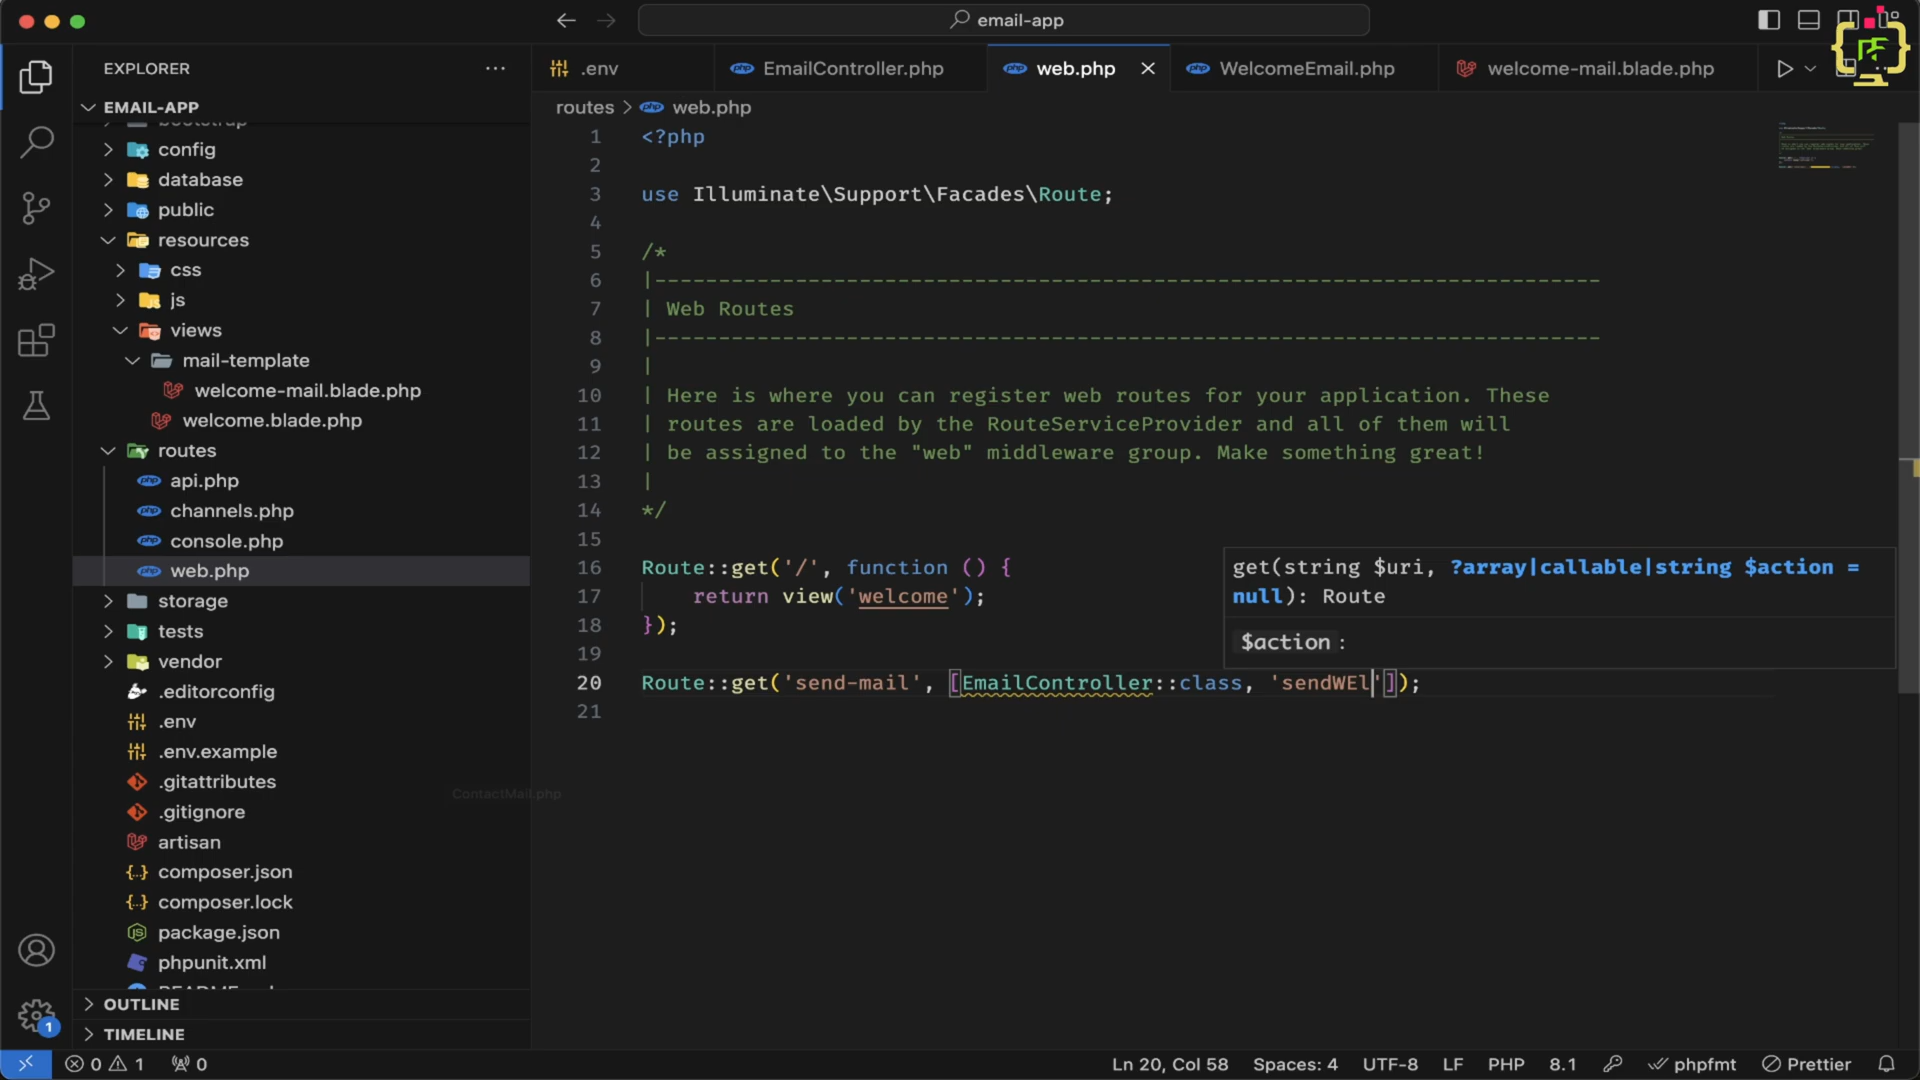 email-app
EXPLORER
EMAIL-APP
bootstrap
config
database
public
resources
css
js
views
mail-template
welcome-mail.blade.php
welcome.blade.php
routes
api.php
channels.php
console.php
web.php
storage
tests
vendor
.editorconfig
.env
.env.example
.gitattributes
.gitignore
artisan
composer.json
composer.lock
package.json
phpunit.xml
OUTLINE
TIMELINE
ContactMail.php
.env
EmailController.php
web.php
WelcomeEmail.php
welcome-mail.blade.php
routes > web.php
1 <?php
2
3 use Illuminate\Support\Facades\Route;
4
5 /*
6 |--------------------------------------------------------------------------
7 | Web Routes
8 |--------------------------------------------------------------------------
9 |
10 | Here is where you can register web routes for your application. These
11 | routes are loaded by the RouteServiceProvider and all of them will
12 | be assigned to the "web" middleware group. Make something great!
13 |
14 */
15
16 Route::get('/', function () {
17 return view('welcome');
18 });
19
20 Route::get('send-mail', [EmailController::class, 'sendWEl']);
21
get(string $uri, ?array|callable|string $action =
null): Route
$action :
1
0 1 0
Ln 20, Col 58 Spaces: 4 UTF-8 LF PHP 8.1 phpfmt Prettier